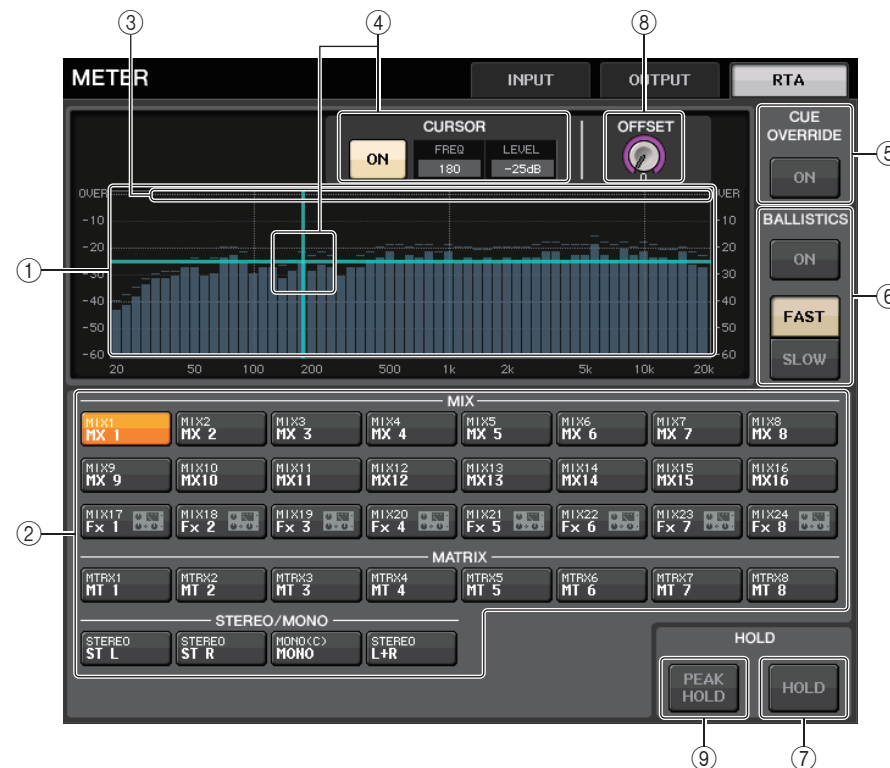 ③ ④ ⑧
METER INPUT OUTPUT RTA
CURSOR
ON FREQ 180 LEVEL -25dB
OFFSET
0
CUE OVERRIDE
ON
⑤
OVER OVER
-10 -10
-20 -20
-30 -30
-40 -40
-50 -50
-60 -60
20 50 100 200 500 1k 2k 5k 10k 20k
①
BALLISTICS
ON
FAST
SLOW
⑥
MIX
MIX1 MIX2 MIX3 MIX4 MIX5 MIX6 MIX7 MIX8
MX 1 MX 2 MX 3 MX 4 MX 5 MX 6 MX 7 MX 8
MIX9 MIX10 MIX11 MIX12 MIX13 MIX14 MIX15 MIX16
MX 9 MX10 MX11 MX12 MX13 MX14 MX15 MX16
MIX17 MIX18 MIX19 MIX20 MIX21 MIX22 MIX23 MIX24
Fx 1 Fx 2 Fx 3 Fx 4 Fx 5 Fx 6 Fx 7 Fx 8
②
MATRIX
MTRX1 MTRX2 MTRX3 MTRX4 MTRX5 MTRX6 MTRX7 MTRX8
MT 1 MT 2 MT 3 MT 4 MT 5 MT 6 MT 7 MT 8
STEREO/MONO
STEREO STEREO MONO(C) STEREO
ST L ST R MONO L+R
HOLD
PEAK HOLD HOLD
⑨ ⑦